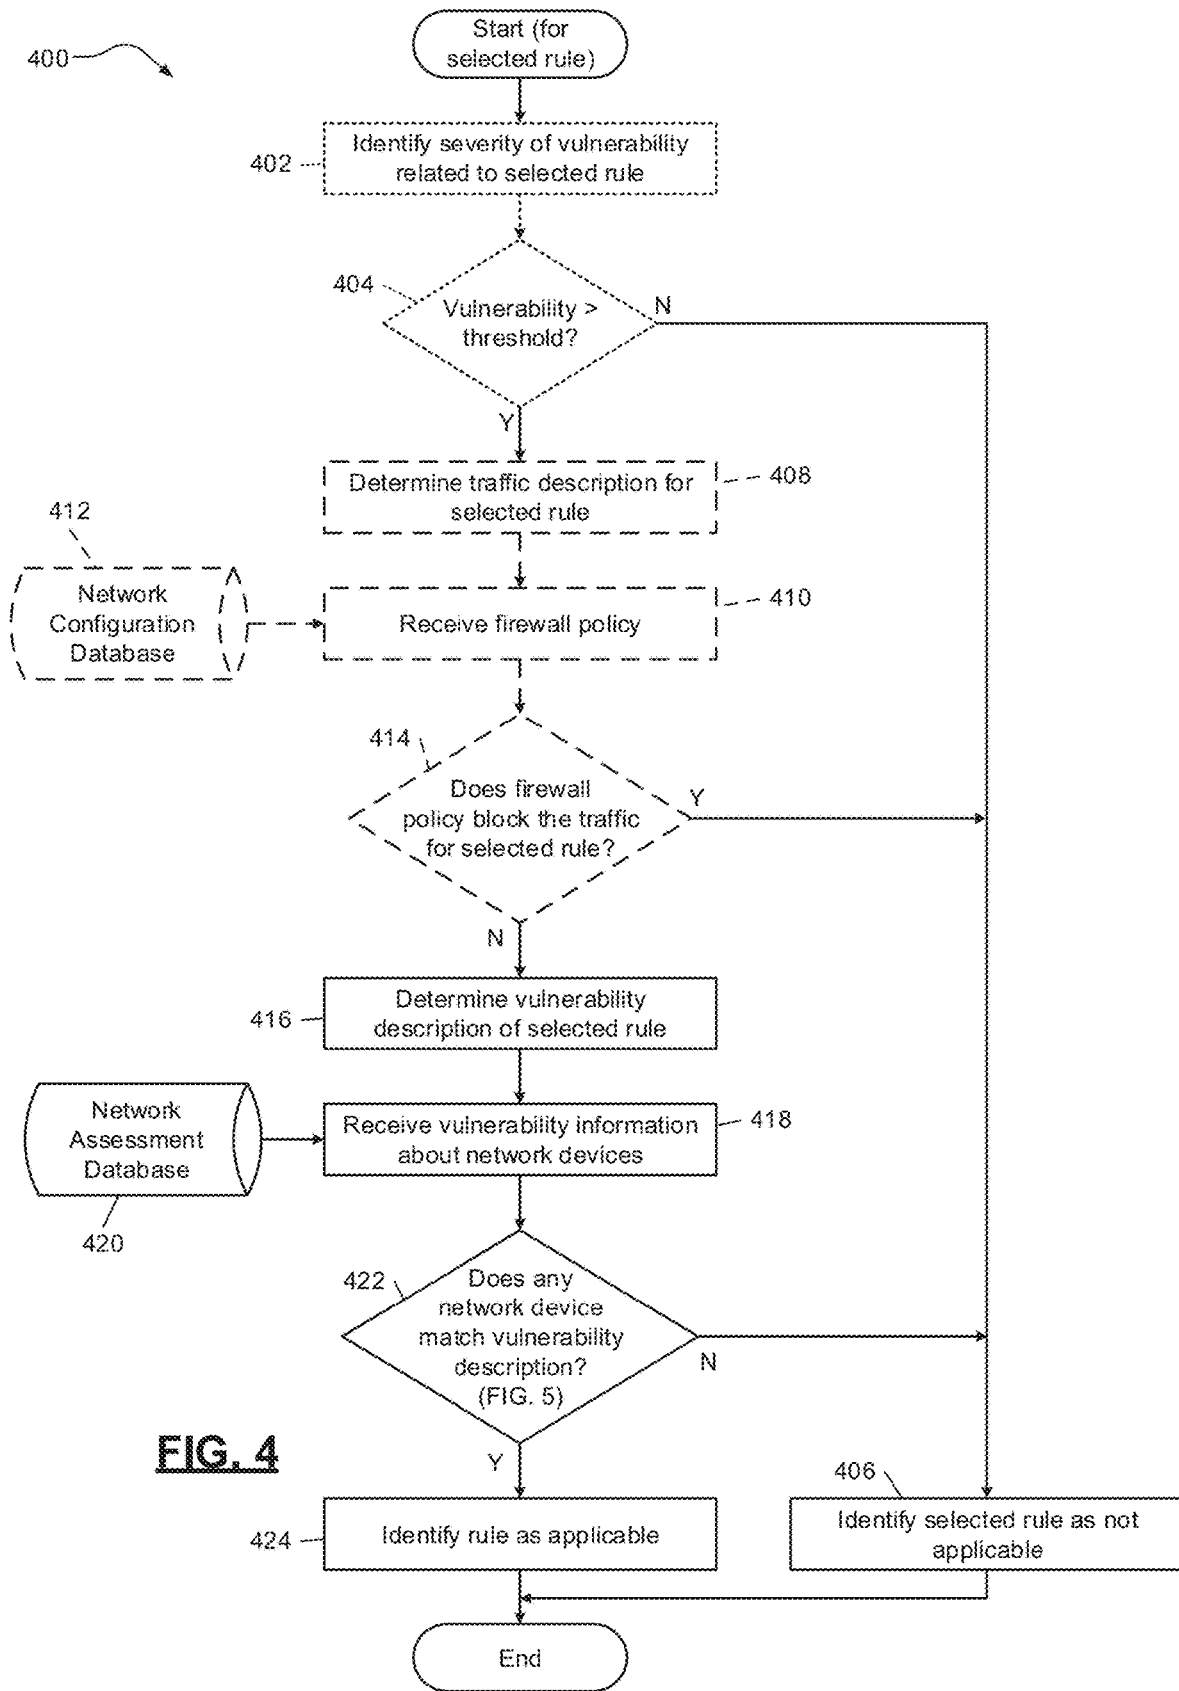 Start (for
selected rule)
400
Identify severity of vulnerability
related to selected rule
402
404
Vulnerability >
threshold?
N
Y
Determine traffic description for
selected rule
408
412
Network
Configuration
Database
Receive firewall policy
410
414
Does firewall
policy block the traffic
for selected rule?
Y
N
Determine vulnerability
description of selected rule
416
Network
Assessment
Database
420
Receive vulnerability information
about network devices
418
422
Does any
network device
match vulnerability
description?
(FIG. 5)
N
Y
FIG. 4
406
424
Identify rule as applicable
Identify selected rule as not
applicable
End